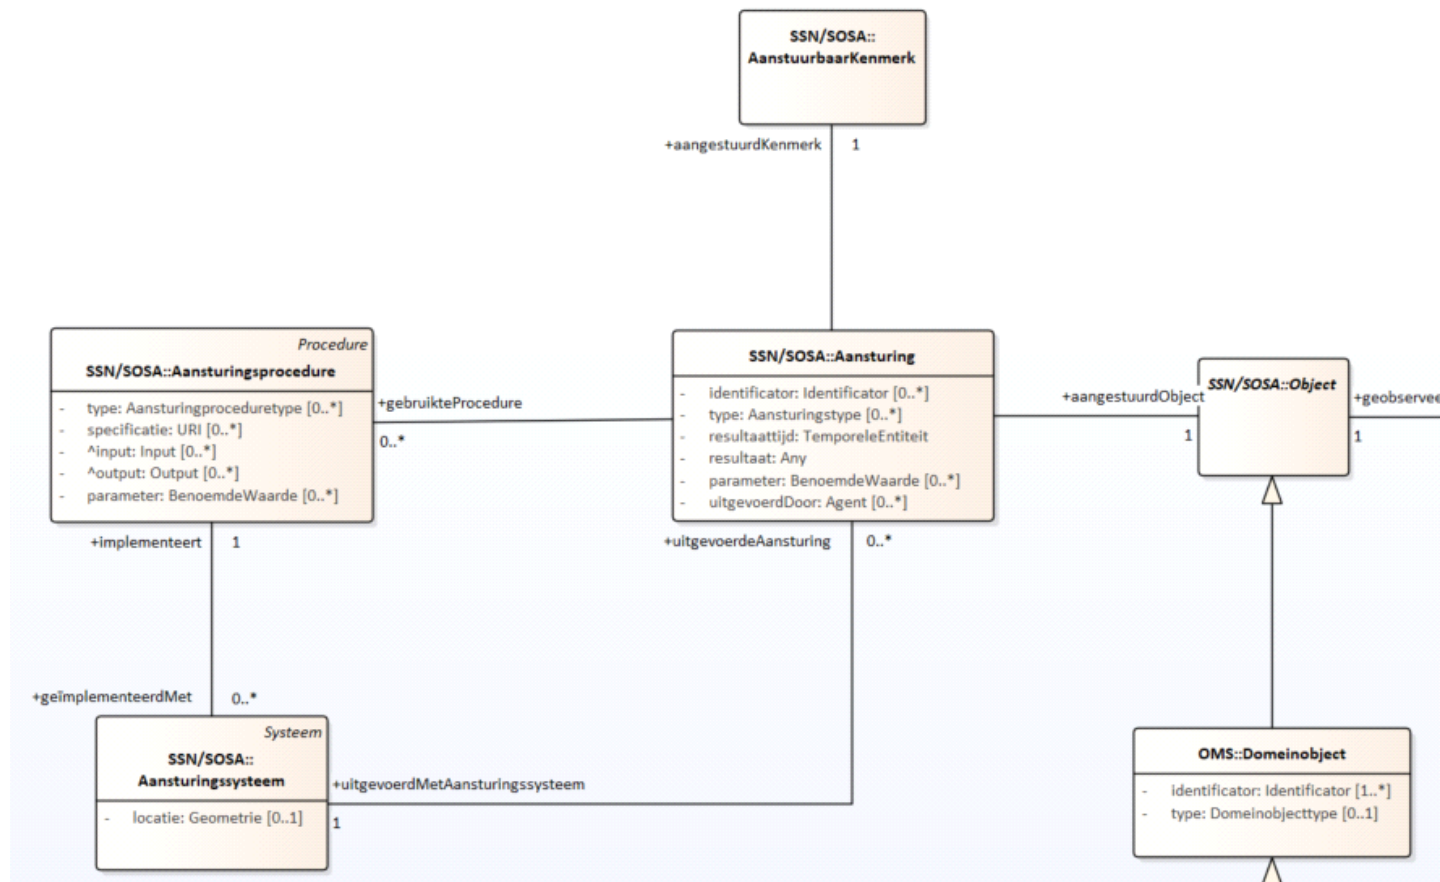 SSN/SOSA::
AanstuurbaarKenmerk
+aangestuurdKenmerk
1
Procedure
SSN/SOSA::Aansturingsprocedure
- type: Aansturingproceduretype [0..*]
- specificatie: URI [0..*]
- ^input: Input [0..*]
- ^output: Output [0..*]
- parameter: BenoemdeWaarde [0..*]
+gebruikteProcedure
0..*
SSN/SOSA::Aansturing
- identificator: Identificator [0..*]
- type: Aansturingstype [0..*]
- resultaattijd: TemporeleEntiteit
- resultaat: Any
- parameter: BenoemdeWaarde [0..*]
- uitgevoerdDoor: Agent [0..*]
+aangestuurdObject
1
SSN/SOSA::Object
+geobservee
1
+implementeert
1
+uitgevoerdeAansturing
0..*
+geïmplementeerdMet
0..*
Systeem
SSN/SOSA::
Aansturingssysteem
- locatie: Geometrie [0..1]
+uitgevoerdMetAansturingssysteem
1
OMS::Domeinobject
- identificator: Identificator [1..*]
- type: Domeinobjecttype [0..1]